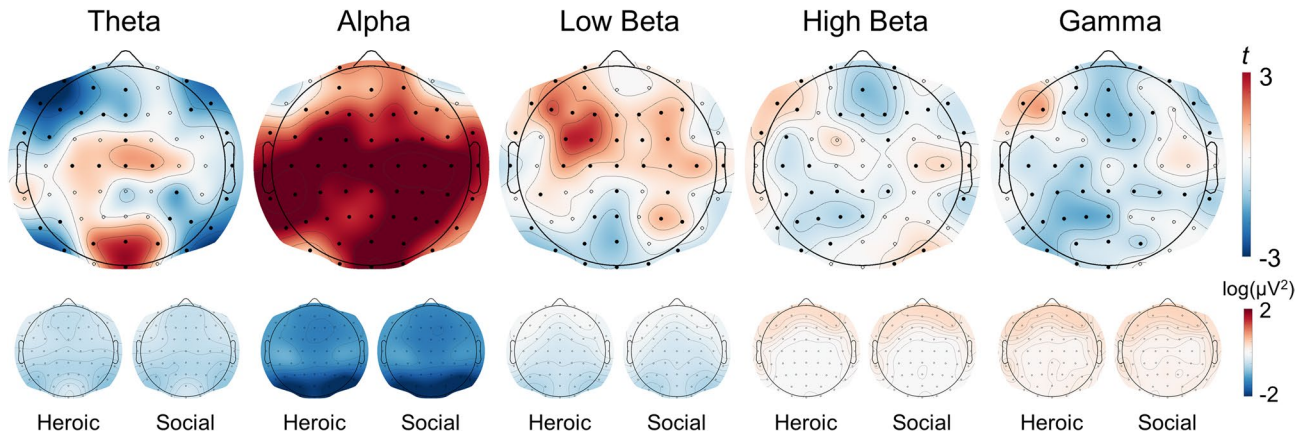 Theta Alpha Low Beta High Beta Gamma
t
3
-3
log(μV²)
2
-2
Heroic Social Heroic Social Heroic Social Heroic Social Heroic Social